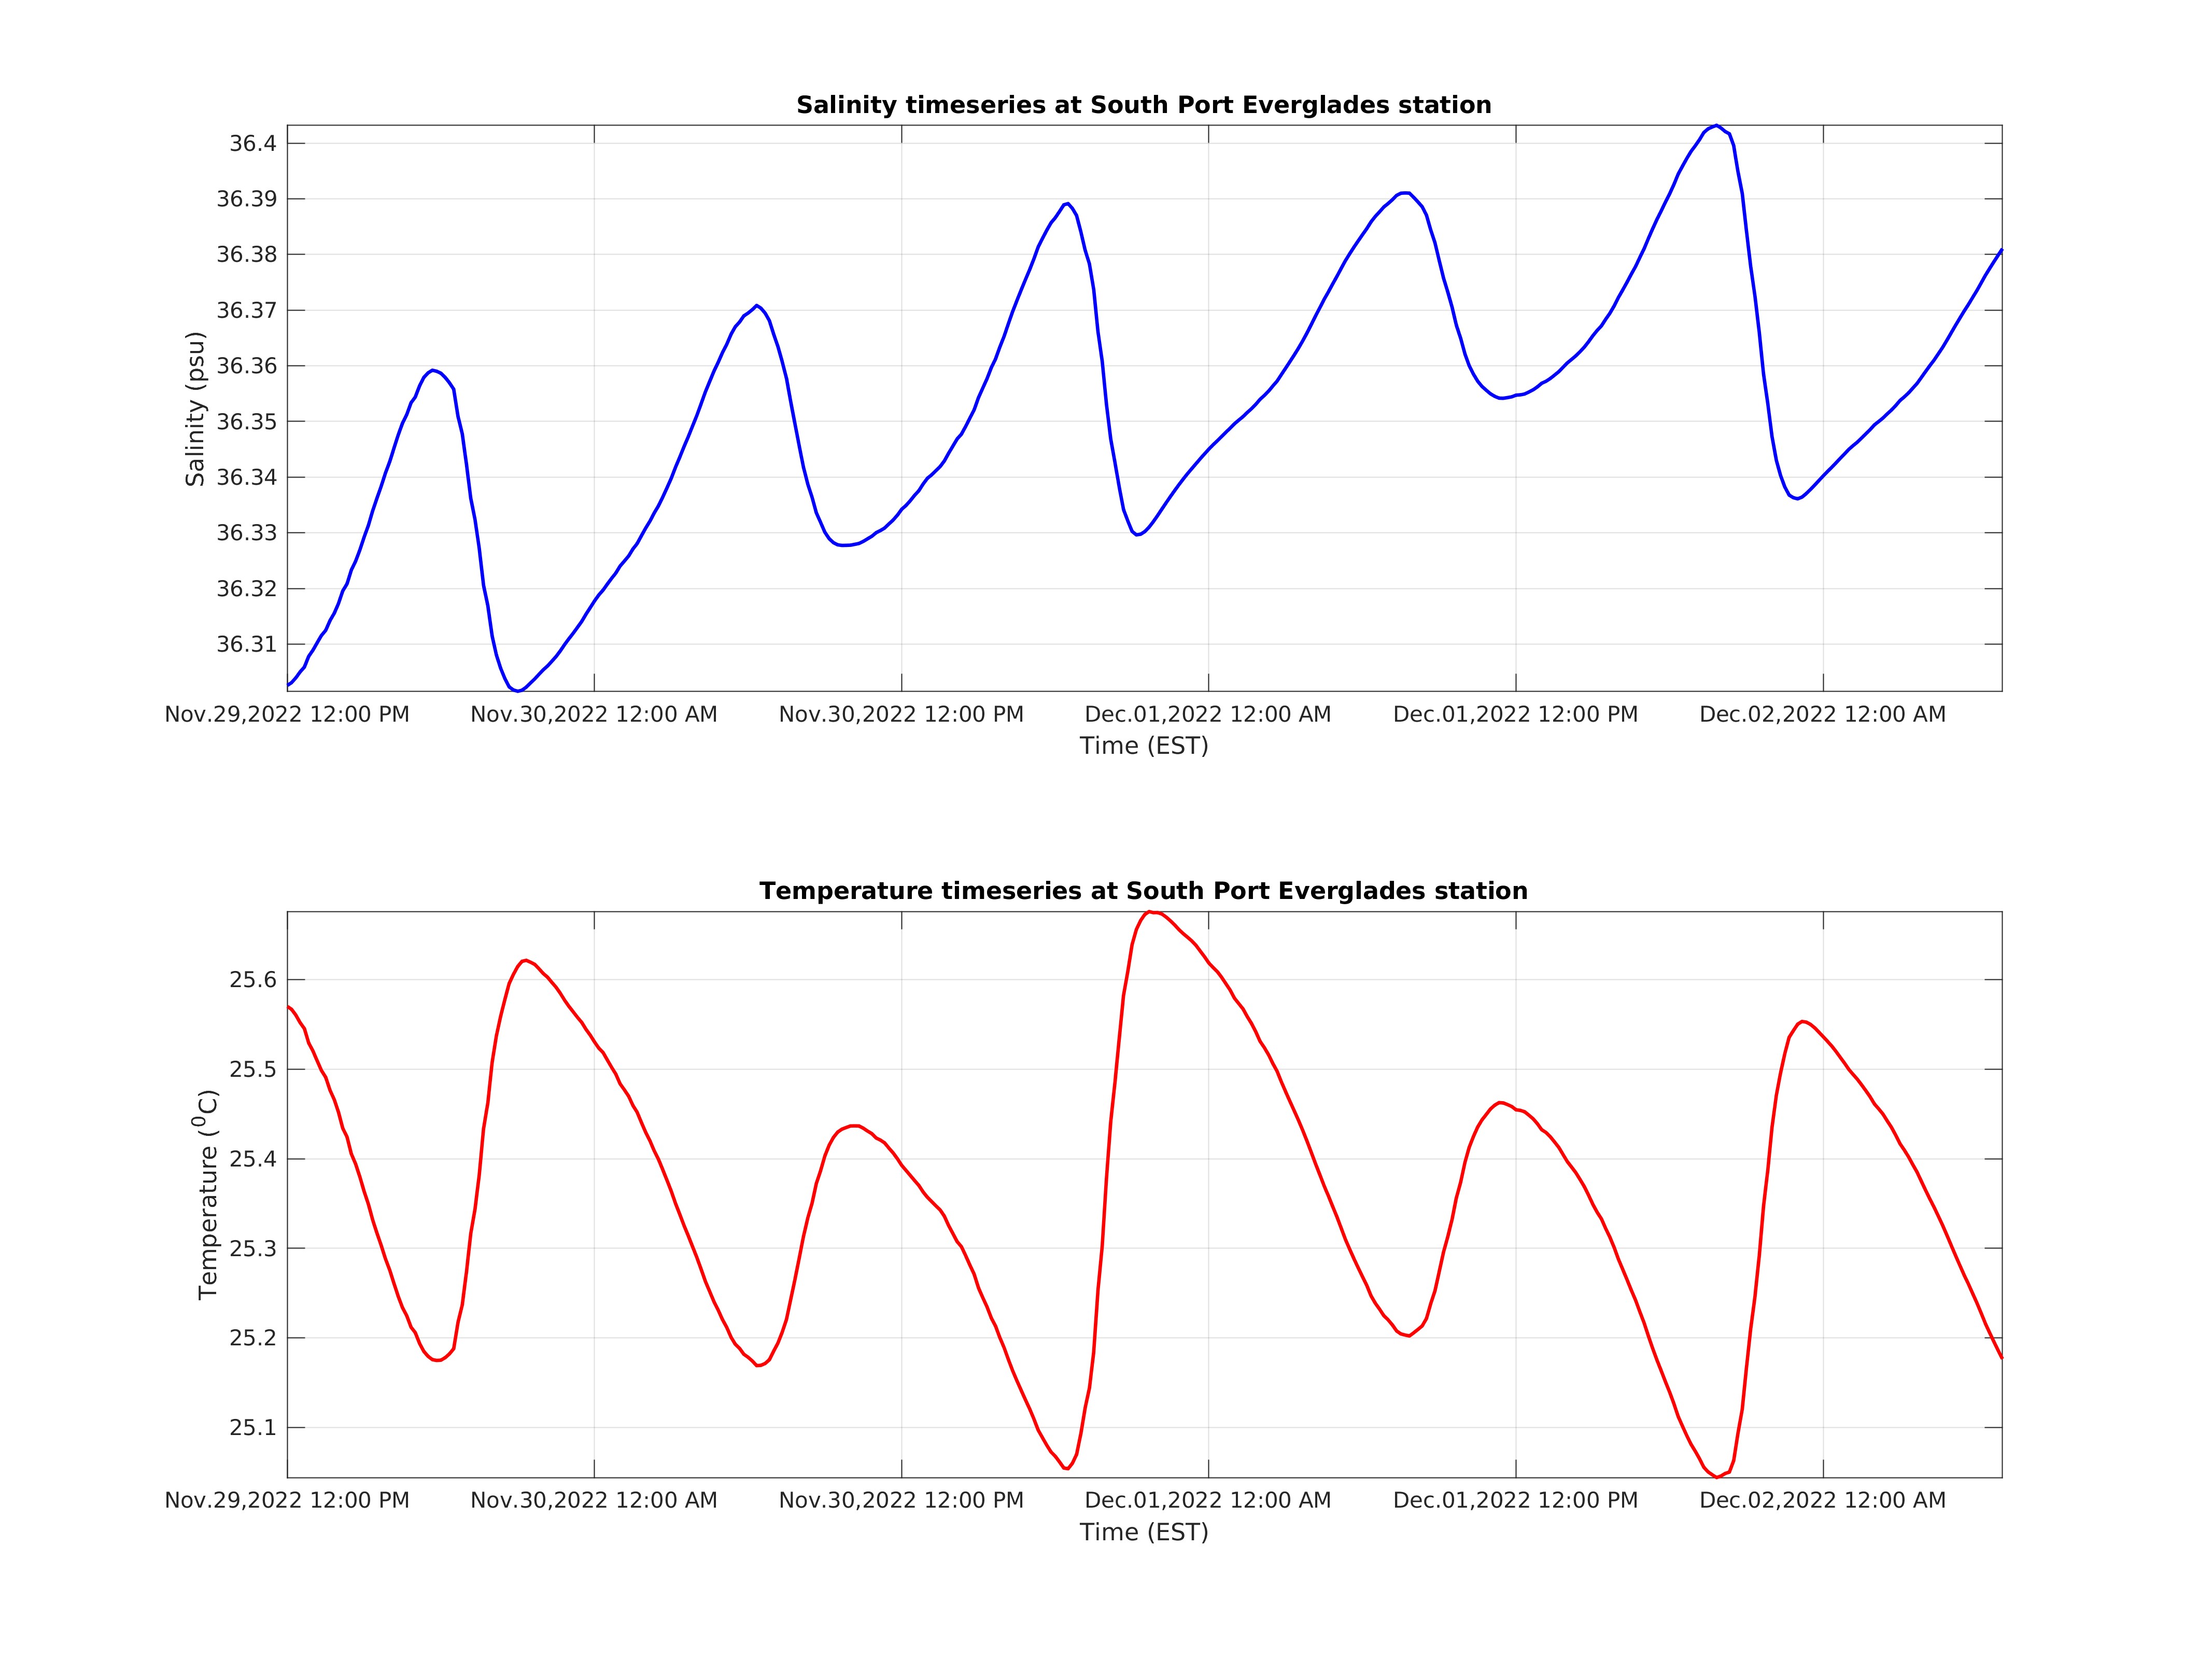 Salinity timeseries at South Port Everglades station
36.4
36.39
36.38
36.37
36.36
36.35
36.34
36.33
36.32
36.31
Salinity (psu)
Nov.29,2022 12:00 PM Nov.30,2022 12:00 AM Nov.30,2022 12:00 PM Dec.01,2022 12:00 AM Dec.01,2022 12:00 PM Dec.02,2022 12:00 AM
Time (EST)
Temperature timeseries at South Port Everglades station
25.6
25.5
25.4
25.3
25.2
25.1
Temperature (⁰C)
Nov.29,2022 12:00 PM Nov.30,2022 12:00 AM Nov.30,2022 12:00 PM Dec.01,2022 12:00 AM Dec.01,2022 12:00 PM Dec.02,2022 12:00 AM
Time (EST)